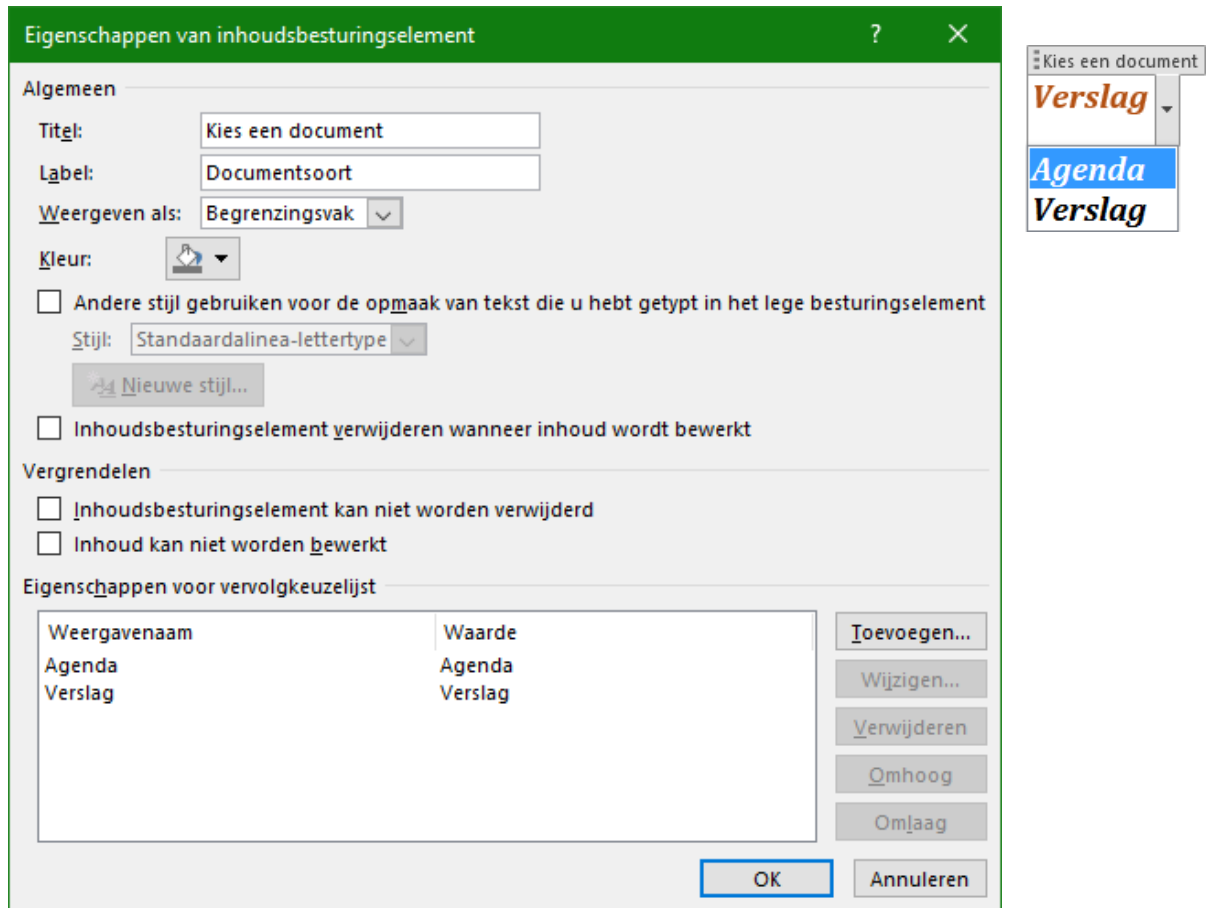 Eigenschappen van inhoudsbesturingselement ?
Algemeen
Titel: Kies een document
Label: Documentsoort
Weergeven als: Begrenzingsvak
Kleur:
Andere stijl gebruiken voor de opmaak van tekst die u hebt getypt in het lege besturingselement
Stijl: Standaardalinea-lettertype
Nieuwe stijl...
Inhoudsbesturingselement verwijderen wanneer inhoud wordt bewerkt
Vergrendelen
Inhoudsbesturingselement kan niet worden verwijderd
Inhoud kan niet worden bewerkt
Eigenschappen voor vervolgkeuzelijst
Weergavenaam Waarde
Agenda Agenda
Verslag Verslag
Toevoegen...
Wijzigen...
Verwijderen
Omhoog
Omlaag
OK Annuleren
Kies een document
Verslag
Agenda
Verslag